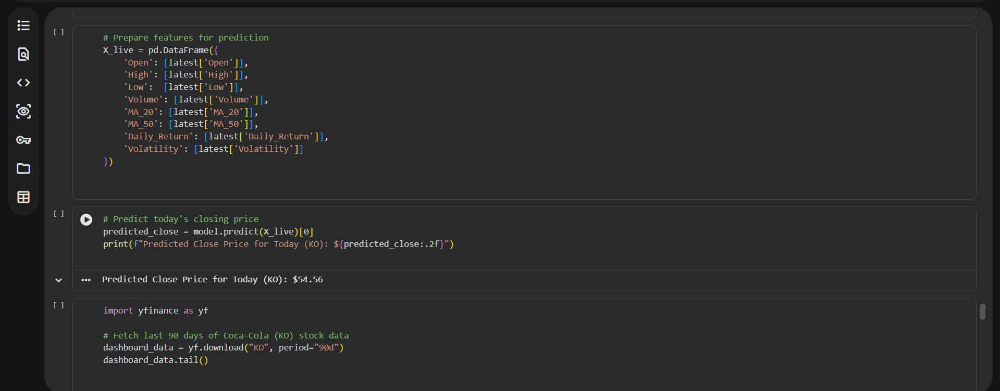 [ ]
# Prepare features for prediction
X_live = pd.DataFrame({
    'Open': [latest['Open']],
    'High': [latest['High']],
    'Low':  [latest['Low']],
    'Volume': [latest['Volume']],
    'MA_20': [latest['MA_20']],
    'MA_50': [latest['MA_50']],
    'Daily_Return': [latest['Daily_Return']],
    'Volatility': [latest['Volatility']]
})
[ ]
# Predict today's closing price
predicted_close = model.predict(X_live)[0]
print(f"Predicted Close Price for Today (KO): ${predicted_close:.2f}")
Predicted Close Price for Today (KO): $54.56
[ ]
import yfinance as yf
# Fetch last 90 days of Coca-Cola (KO) stock data
dashboard_data = yf.download("KO", period="90d")
dashboard_data.tail()